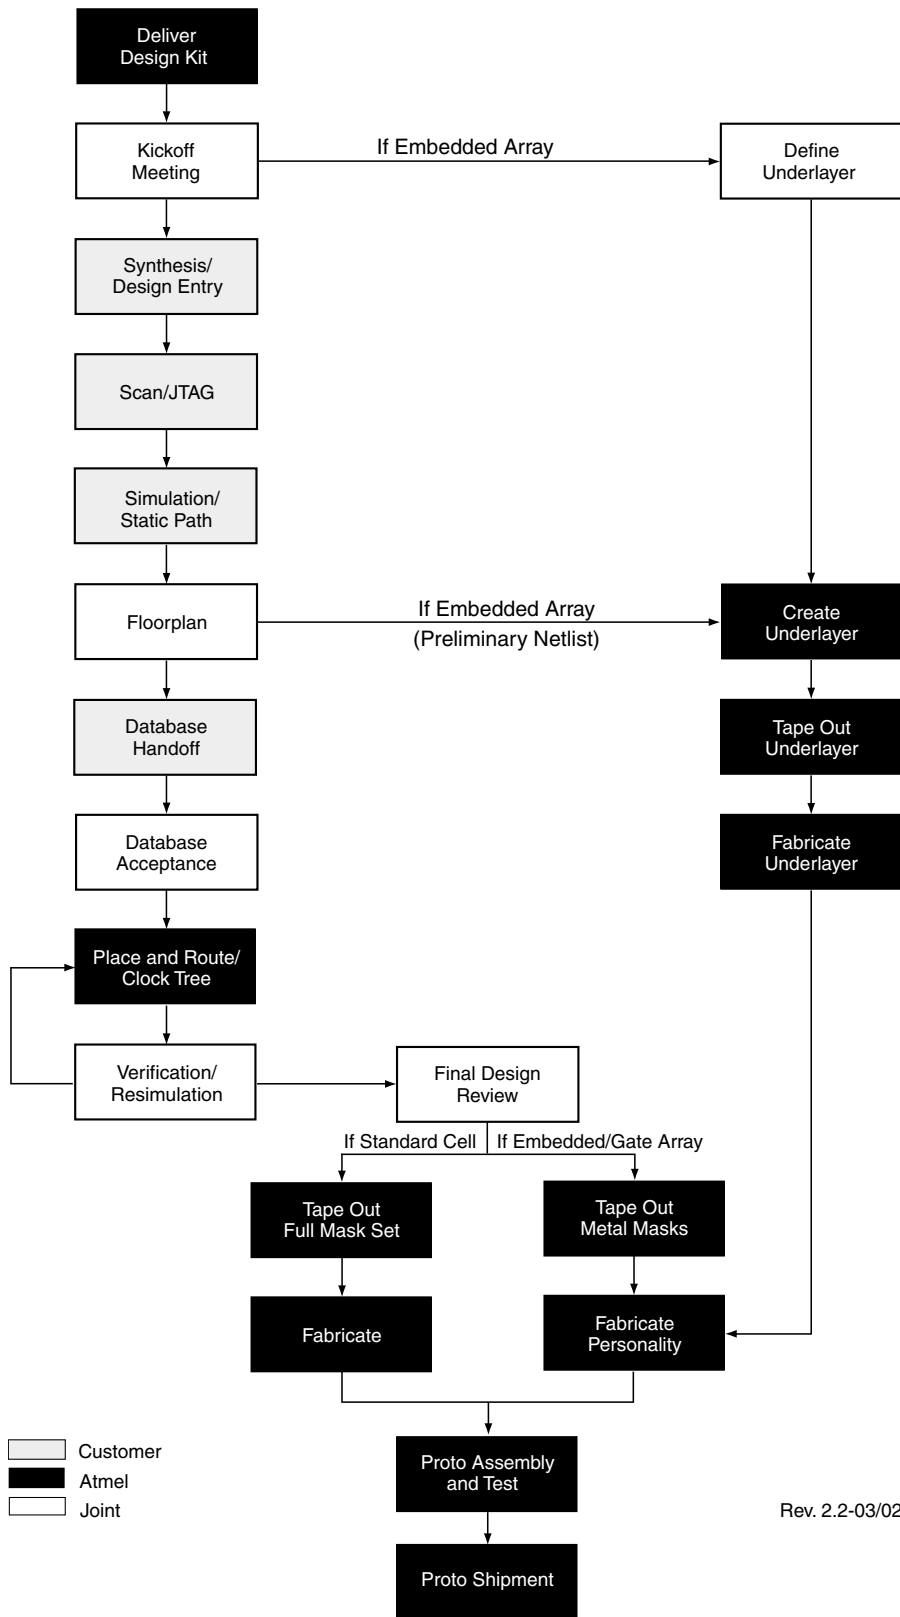 Deliver
Design Kit
Kickoff
Meeting
If Embedded Array
Define
Underlayer
Synthesis/
Design Entry
Scan/JTAG
Simulation/
Static Path
Floorplan
If Embedded Array
(Preliminary Netlist)
Create
Underlayer
Database
Handoff
Tape Out
Underlayer
Database
Acceptance
Fabricate
Underlayer
Place and Route/
Clock Tree
Verification/
Resimulation
Final Design
Review
If Standard Cell
If Embedded/Gate Array
Tape Out
Full Mask Set
Tape Out
Metal Masks
Fabricate
Fabricate
Personality
Customer
Atmel
Joint
Proto Assembly
and Test
Rev. 2.2-03/02
Proto Shipment